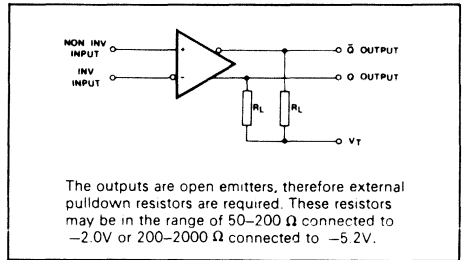 NON INV
INPUT
INV
INPUT
+
-
Q̄ OUTPUT
Q OUTPUT
RL
RL
VT
The outputs are open emitters, therefore external
pulldown resistors are required. These resistors
may be in the range of 50–200 Ω connected to
–2.0V or 200–2000 Ω connected to –5.2V.